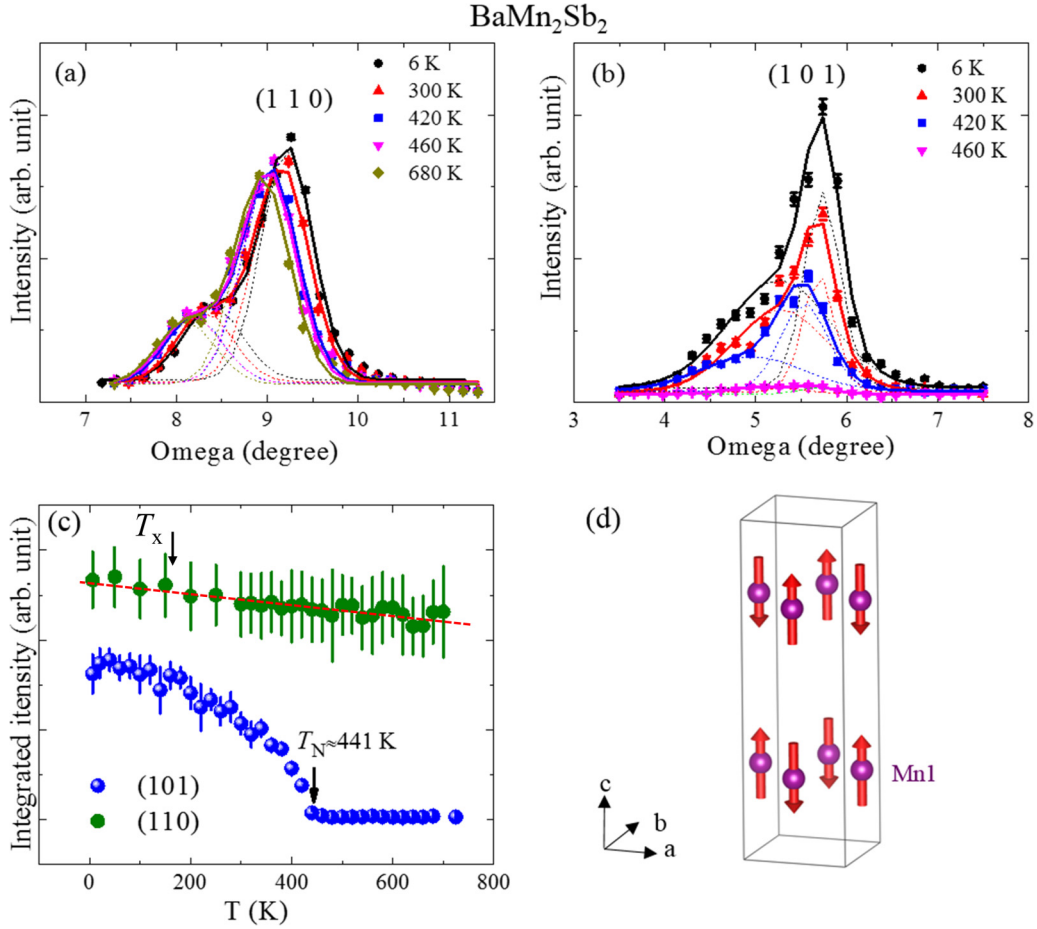 BaMn₂Sb₂
(a)
(1 1 0)
6 K
300 K
420 K
460 K
680 K
Intensity (arb. unit)
7 8 9 10 11
Omega (degree)
(b)
(1 0 1)
6 K
300 K
420 K
460 K
Intensity (arb. unit)
3 4 5 6 7 8
Omega (degree)
(c)
Tₓ
T_N≈441 K
(101)
(110)
Integrated itensity (arb. unit)
0 200 400 600 800
T (K)
(d)
Mn1
c
b
a